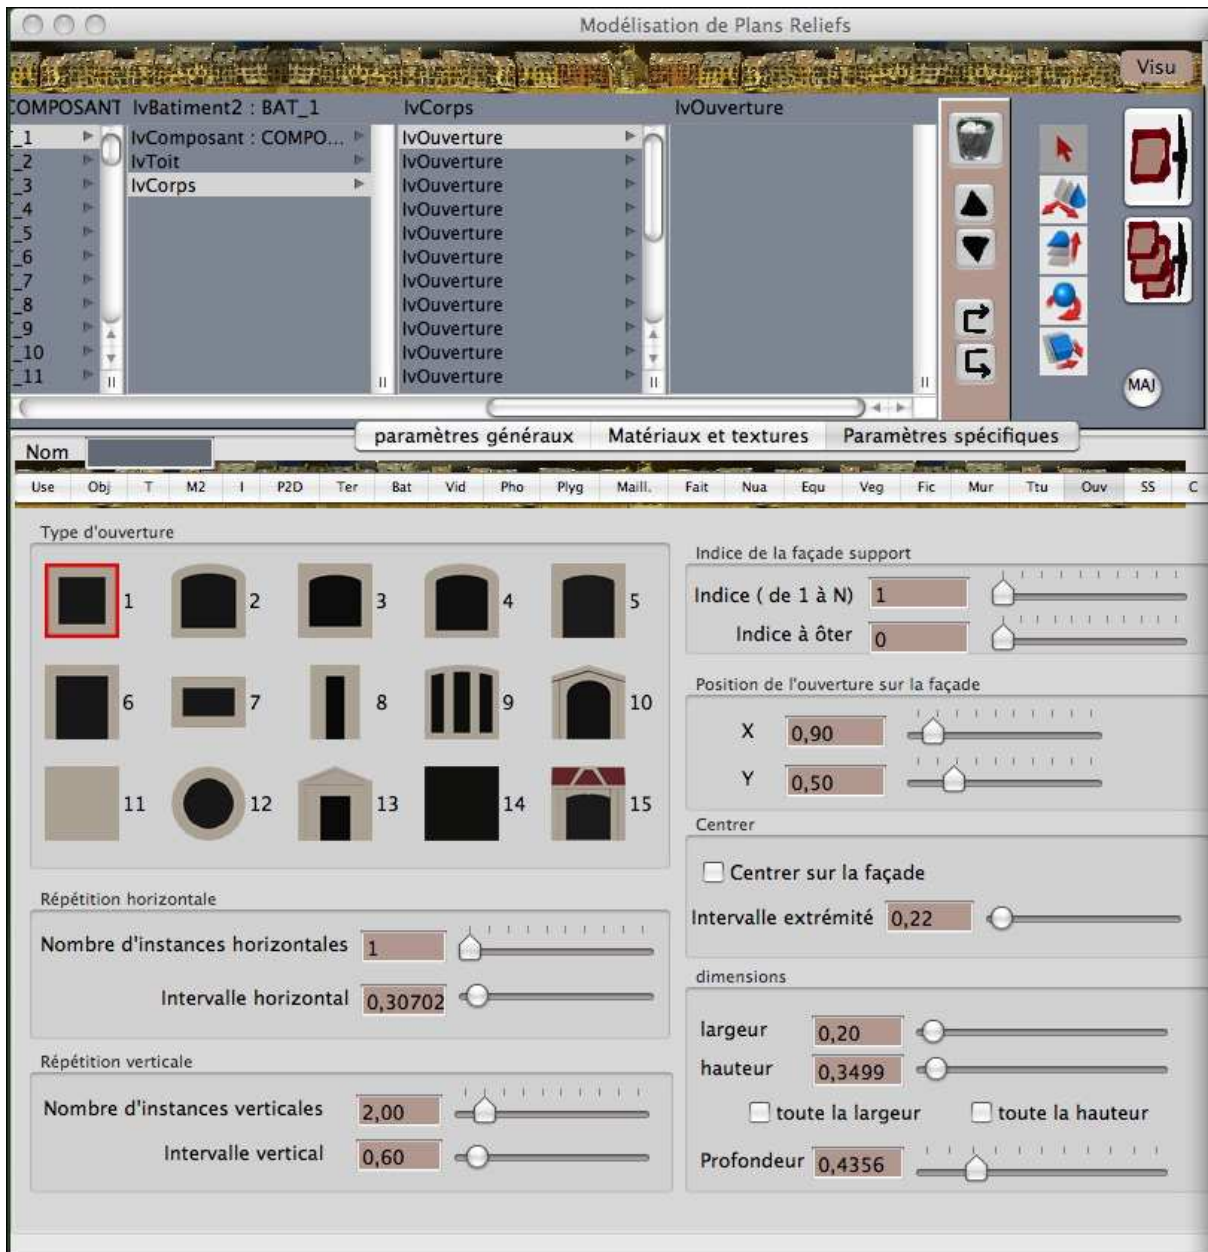 Modélisation de Plans Reliefs
Visu
COMPOSANT IvBatiment2 : BAT_1 IvCorps IvOuverture
_1 IvComposant : COMPO... IvOuverture
_2 IvToit IvOuverture
_3 IvCorps IvOuverture
_4 IvOuverture
_5 IvOuverture
_6 IvOuverture
_7 IvOuverture
_8 IvOuverture
_9 IvOuverture
_10 IvOuverture
_11 IvOuverture
MAJ
paramètres généraux Matériaux et textures Paramètres spécifiques
Nom
Use Obj T M2 I P2D Ter Bat Vid Pho Plyg Maill. Fait Nua Equ Veg Fic Mur Ttu Ouv SS C
Type d'ouverture
1 2 3 4 5
6 7 8 9 10
11 12 13 14 15
Répétition horizontale
Nombre d'instances horizontales 1
Intervalle horizontal 0,30702
Répétition verticale
Nombre d'instances verticales 2,00
Intervalle vertical 0,60
Indice de la façade support
Indice ( de 1 à N) 1
Indice à ôter 0
Position de l'ouverture sur la façade
X 0,90
Y 0,50
Centrer
Centrer sur la façade
Intervalle extrémité 0,22
dimensions
largeur 0,20
hauteur 0,3499
toute la largeur toute la hauteur
Profondeur 0,4356